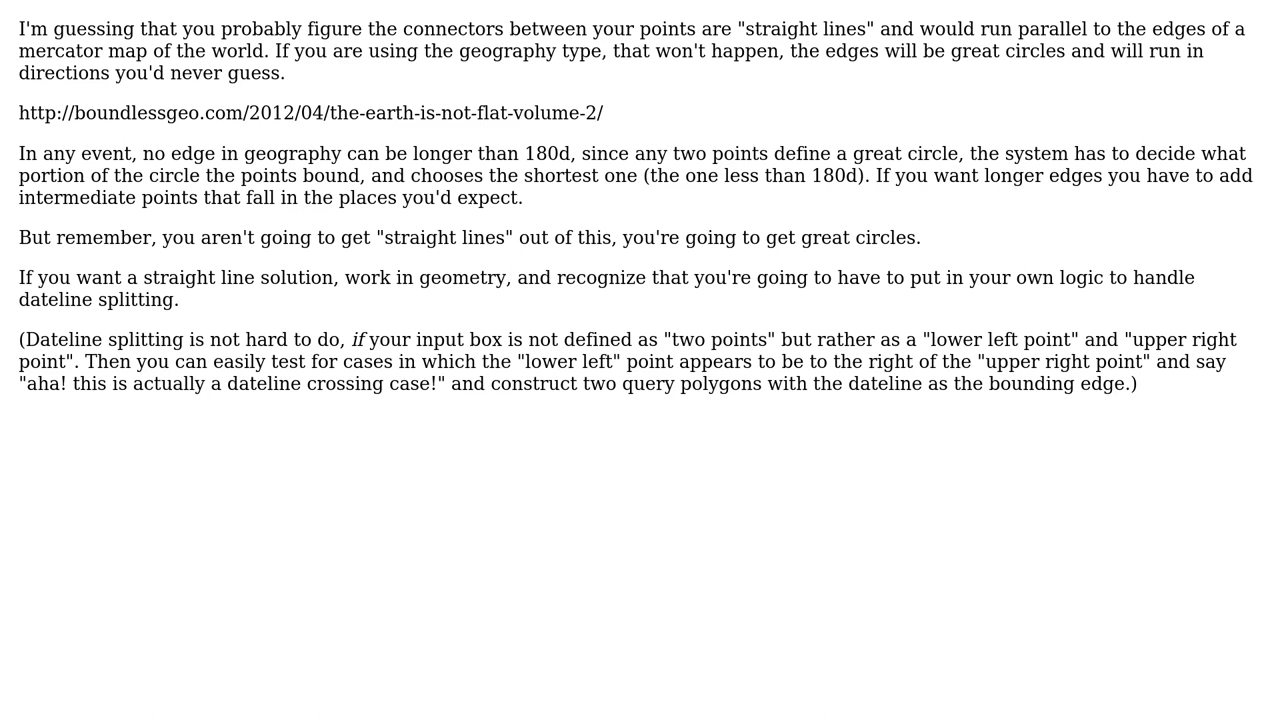 I'm guessing that you probably figure the connectors between your points are "straight lines" and would run parallel to the edges of a
mercator map of the world. If you are using the geography type, that won't happen, the edges will be great circles and will run in
directions you'd never guess.
http://boundlessgeo.com/2012/04/the-earth-is-not-flat-volume-2/
In any event, no edge in geography can be longer than 180d, since any two points define a great circle, the system has to decide what
portion of the circle the points bound, and chooses the shortest one (the one less than 180d). If you want longer edges you have to add
intermediate points that fall in the places you'd expect.
But remember, you aren't going to get "straight lines" out of this, you're going to get great circles.
If you want a straight line solution, work in geometry, and recognize that you're going to have to put in your own logic to handle
dateline splitting.
(Dateline splitting is not hard to do, if your input box is not defined as "two points" but rather as a "lower left point" and "upper right
point". Then you can easily test for cases in which the "lower left" point appears to be to the right of the "upper right point" and say
"aha! this is actually a dateline crossing case!" and construct two query polygons with the dateline as the bounding edge.)